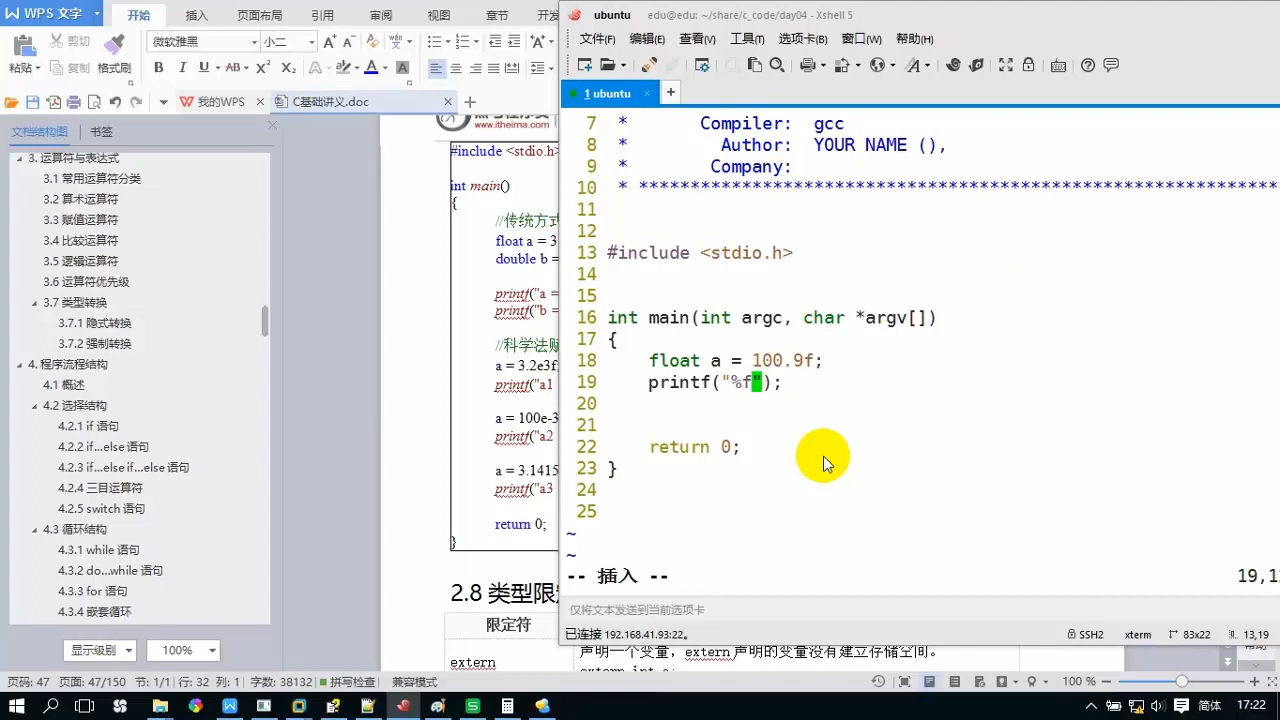 WPS 文字
开始 插入 页面布局 引用 审阅 视图 章节 开
剪切
粘贴 复制 格式刷
微软雅黑 小二
我的WPS C基础讲义.doc
文档结构图 书签
3. 运算符与表达式
3.1 常用运算符分类
3.2 算术运算符
3.3 赋值运算符
3.4 比较运算符
3.5 逻辑运算符
3.6 运算符优先级
3.7 类型转换
3.7.1 隐式转换
3.7.2 强制转换
4. 程序流程结构
4.1 概述
4.2 选择结构
4.2.1 if 语句
4.2.2 if...else 语句
4.2.3 if...else if...else 语句
4.2.4 三目运算符
4.2.5 switch 语句
4.3 循环结构
4.3.1 while 语句
4.3.2 do...while 语句
4.3.3 for 语句
4.3.4 嵌套循环
显示级别 100%
www.itheima.com
#include <stdio.h>
int main()
{
//传统方式
float a = 3
double b =
printf("a =
printf("b =
//科学法赋
a = 3.2e3f;
printf("a1
a = 100e-3
printf("a2
a = 3.1415
printf("a3
return 0;
}
2.8 类型限
限定符
extern
声明一个变量，extern 声明的变量没有建立存储空间。
ubuntu edu@edu: ~/share/c_code/day04 - Xshell 5
文件(F) 编辑(E) 查看(V) 工具(T) 选项卡(B) 窗口(W) 帮助(H)
1 ubuntu × +
7 * Compiler: gcc
8 * Author: YOUR NAME (),
9 * Company:
10 * **************************************************************
11
12
13 #include <stdio.h>
14
15
16 int main(int argc, char *argv[])
17 {
18 float a = 100.9f;
19 printf("%f");
20
21
22 return 0;
23 }
24
25
~
~
-- 插入 --
仅将文本发送到当前选项卡
已连接 192.168.41.93:22。 SSH2 xterm 83x22 13,19
页码: 47 页面: 47/150 节: 1/1 行: 32 列: 1 字数: 38132 拼写检查 兼容模式 100 %
简体 17:22